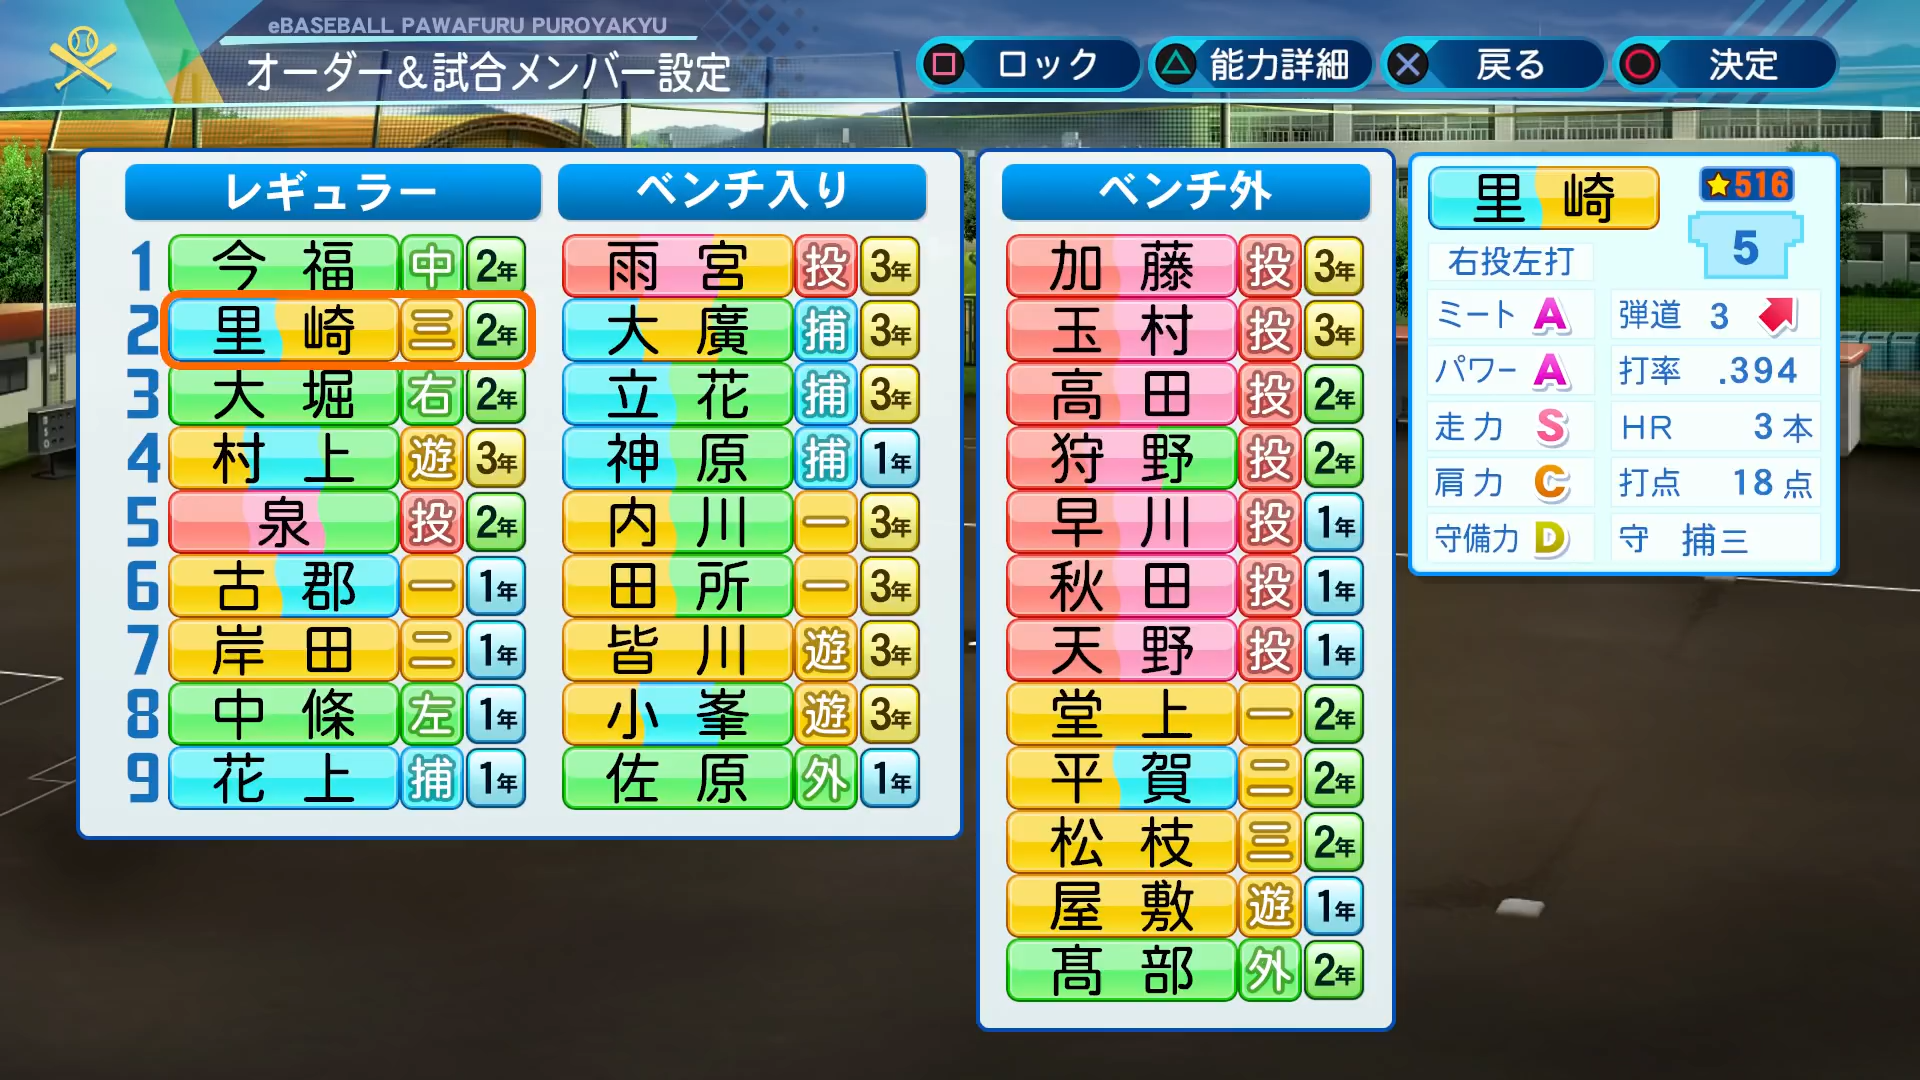 eBASEBALL PAWAFURU PUROYAKYU
オーダー＆試合メンバー設定
ロック 能力詳細 戻る 決定
レギュラー
1 今福 中 2年
2 里崎 三 2年
3 大堀 右 2年
4 村上 遊 3年
5 泉 投 2年
6 古郡 一 1年
7 岸田 二 1年
8 中條 左 1年
9 花上 捕 1年
ベンチ入り
雨宮 投 3年
大廣 捕 3年
立花 捕 3年
神原 捕 1年
内川 一 3年
田所 一 3年
皆川 遊 3年
小峯 遊 3年
佐原 外 1年
ベンチ外
加藤 投 3年
玉村 投 3年
高田 投 2年
狩野 投 2年
早川 投 1年
秋田 投 1年
天野 投 1年
堂上 一 2年
平賀 二 2年
松枝 三 2年
屋敷 遊 1年
髙部 外 2年
里崎 ★516
右投左打 5
ミート A 弾道 3
パワー A 打率 .394
走力 S HR 3本
肩力 C 打点 18点
守備力 D 守 捕三